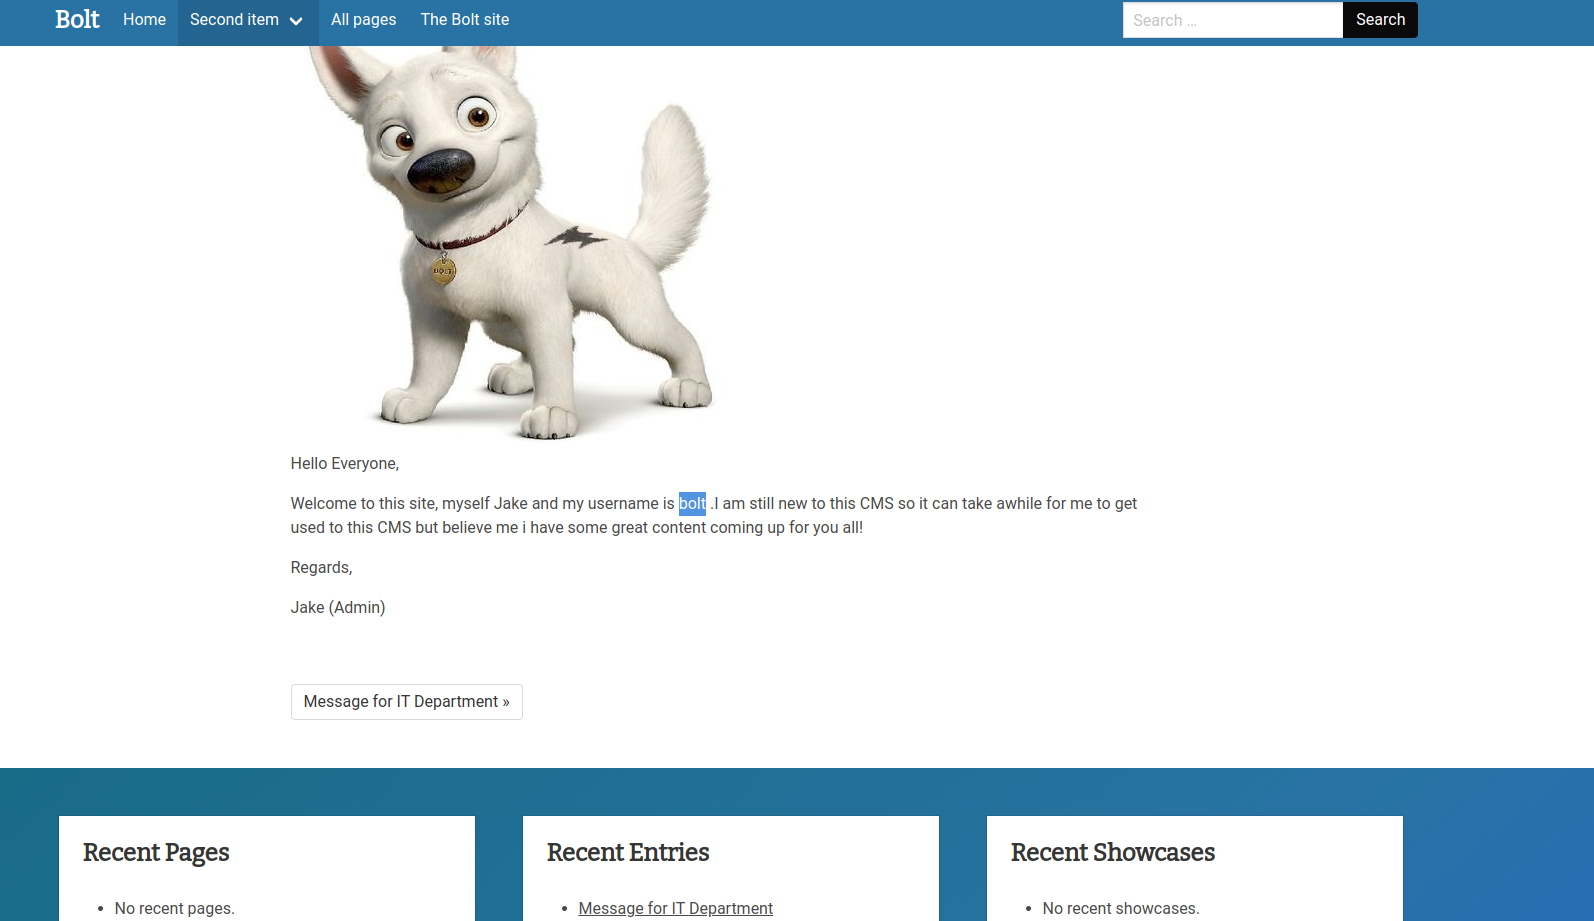 Bolt Home Second item All pages The Bolt site Search ... Search
BOLT
Hello Everyone,
Welcome to this site, myself Jake and my username is bolt .I am still new to this CMS so it can take awhile for me to get
used to this CMS but believe me i have some great content coming up for you all!
Regards,
Jake (Admin)
Message for IT Department »
Recent Pages
• No recent pages.
Recent Entries
• Message for IT Department
Recent Showcases
• No recent showcases.